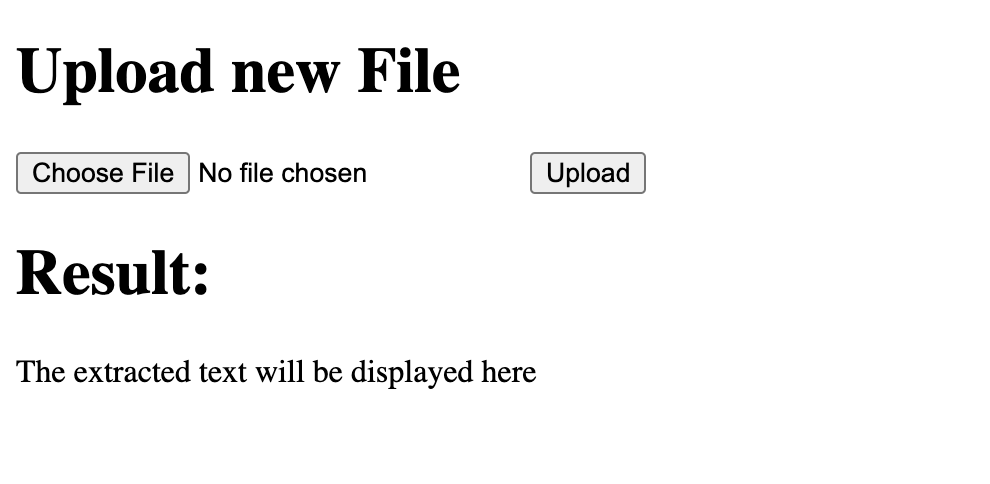 Upload new File
Choose File No file chosen Upload
Result:
The extracted text will be displayed here